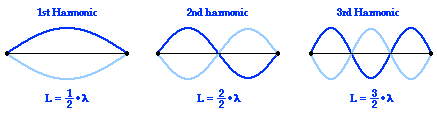 1st Harmonic
2nd harmonic
3rd Harmonic
L = 1/2 • λ
L = 2/2 • λ
L = 3/2 • λ